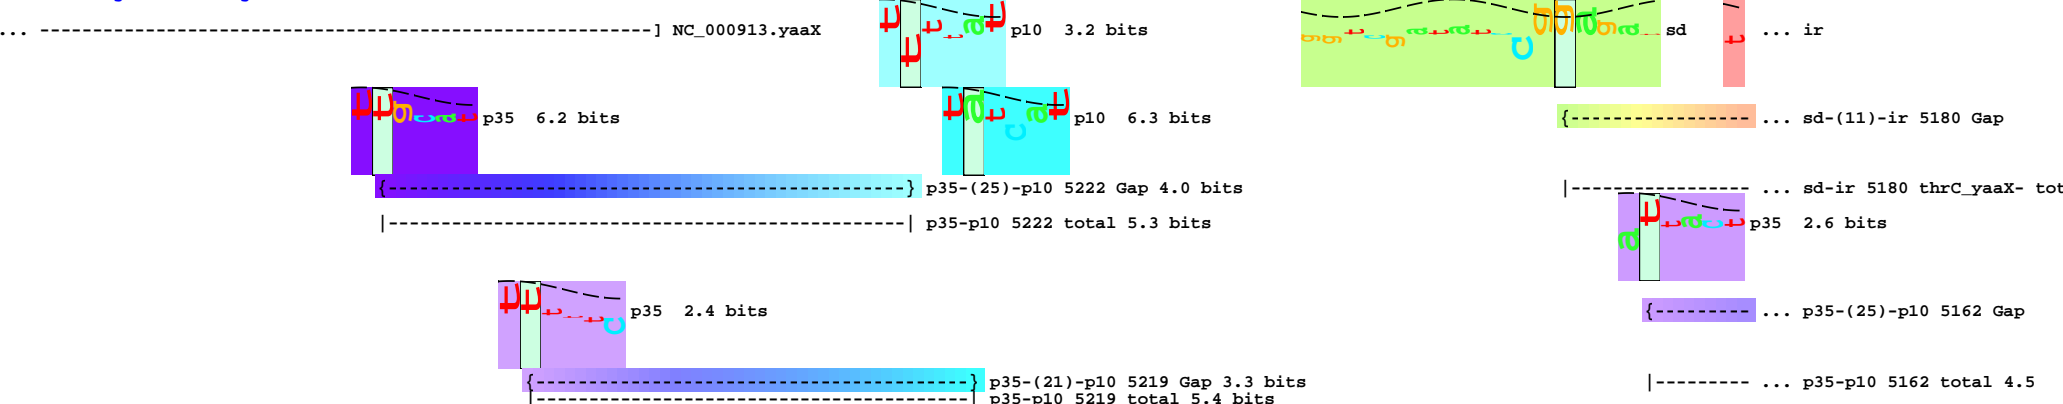 ... ----------------------------------------------------------] NC_000913.yaaX
p10 3.2 bits
sd
... ir
p35 6.2 bits
p10 6.3 bits
{----------------- ... sd-(11)-ir 5180 Gap
{-------------------------------------------------} p35-(25)-p10 5222 Gap 4.0 bits
|----------------- ... sd-ir 5180 thrC_yaaX- tot
|-------------------------------------------------| p35-p10 5222 total 5.3 bits
p35 2.6 bits
p35 2.4 bits
{--------- ... p35-(25)-p10 5162 Gap
{-----------------------------------------} p35-(21)-p10 5219 Gap 3.3 bits
|--------- ... p35-p10 5162 total 4.5
|-----------------------------------------| p35-p10 5219 total 5.4 bits